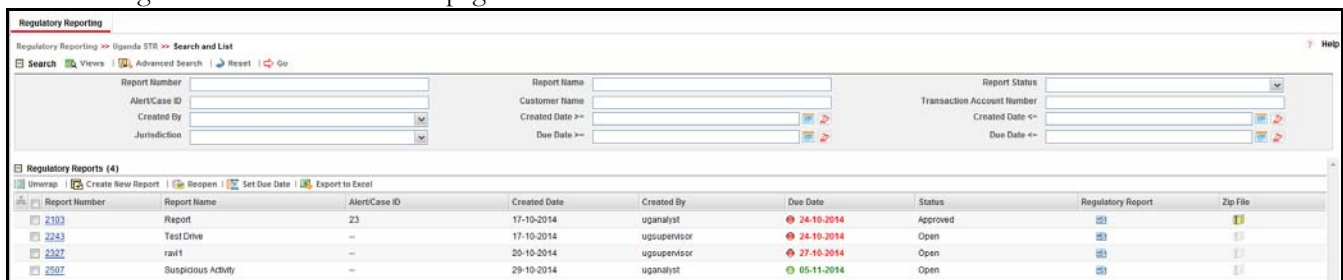 Regulatory Reporting
Regulatory Reporting >> Uganda STR >> Search and List
? Help
Search Views | Advanced Search | Reset | Go
Report Number Report Name Report Status
Alert/Case ID Customer Name Transaction Account Number
Created By Created Date >= Created Date <=
Jurisdiction Due Date >= Due Date <=
Regulatory Reports (4)
Unwrap | Create New Report | Reopen | Set Due Date | Export to Excel
Report Number Report Name Alert/Case ID Created Date Created By Due Date Status Regulatory Report Zip File
2103 Report 23 17-10-2014 uganalyst 24-10-2014 Approved
2243 Test Drive -- 17-10-2014 ugsupervisor 24-10-2014 Open
2327 ravi1 -- 20-10-2014 ugsupervisor 27-10-2014 Open
2507 Suspicious Activity -- 29-10-2014 uganalyst 05-11-2014 Open